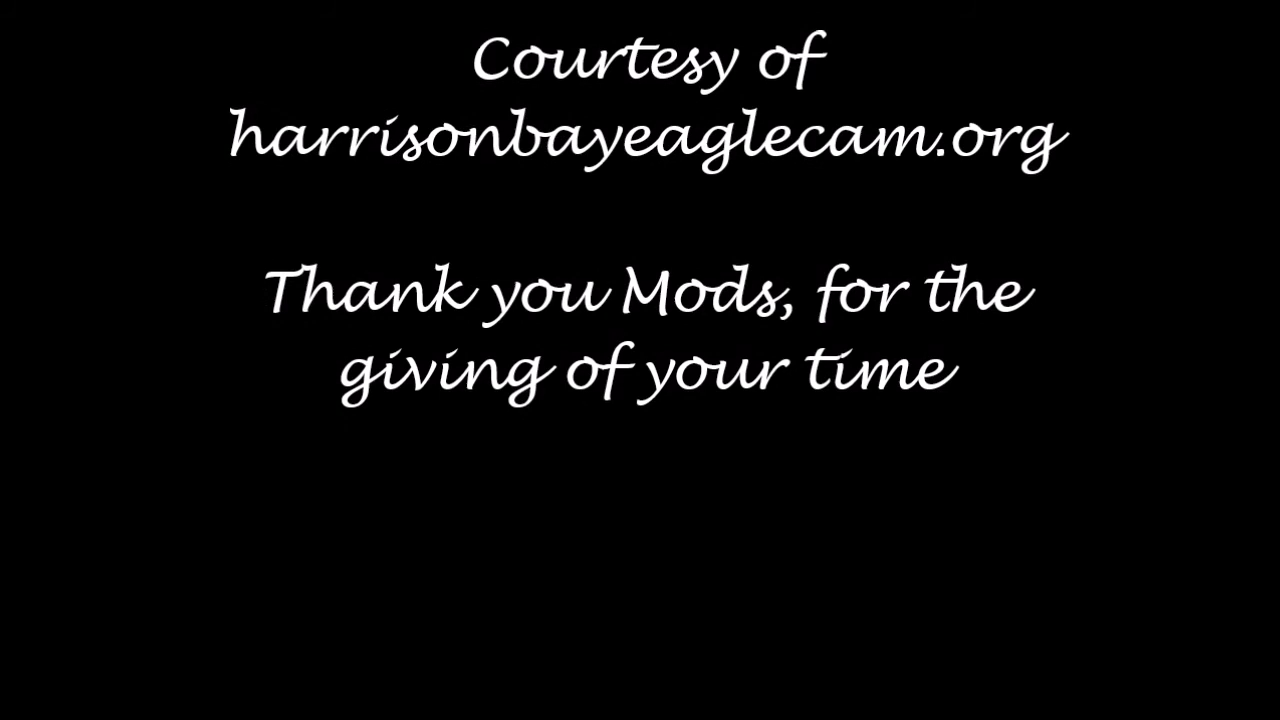 Courtesy of
harrisonbayeaglecam.org
Thank you Mods, for the
giving of your time